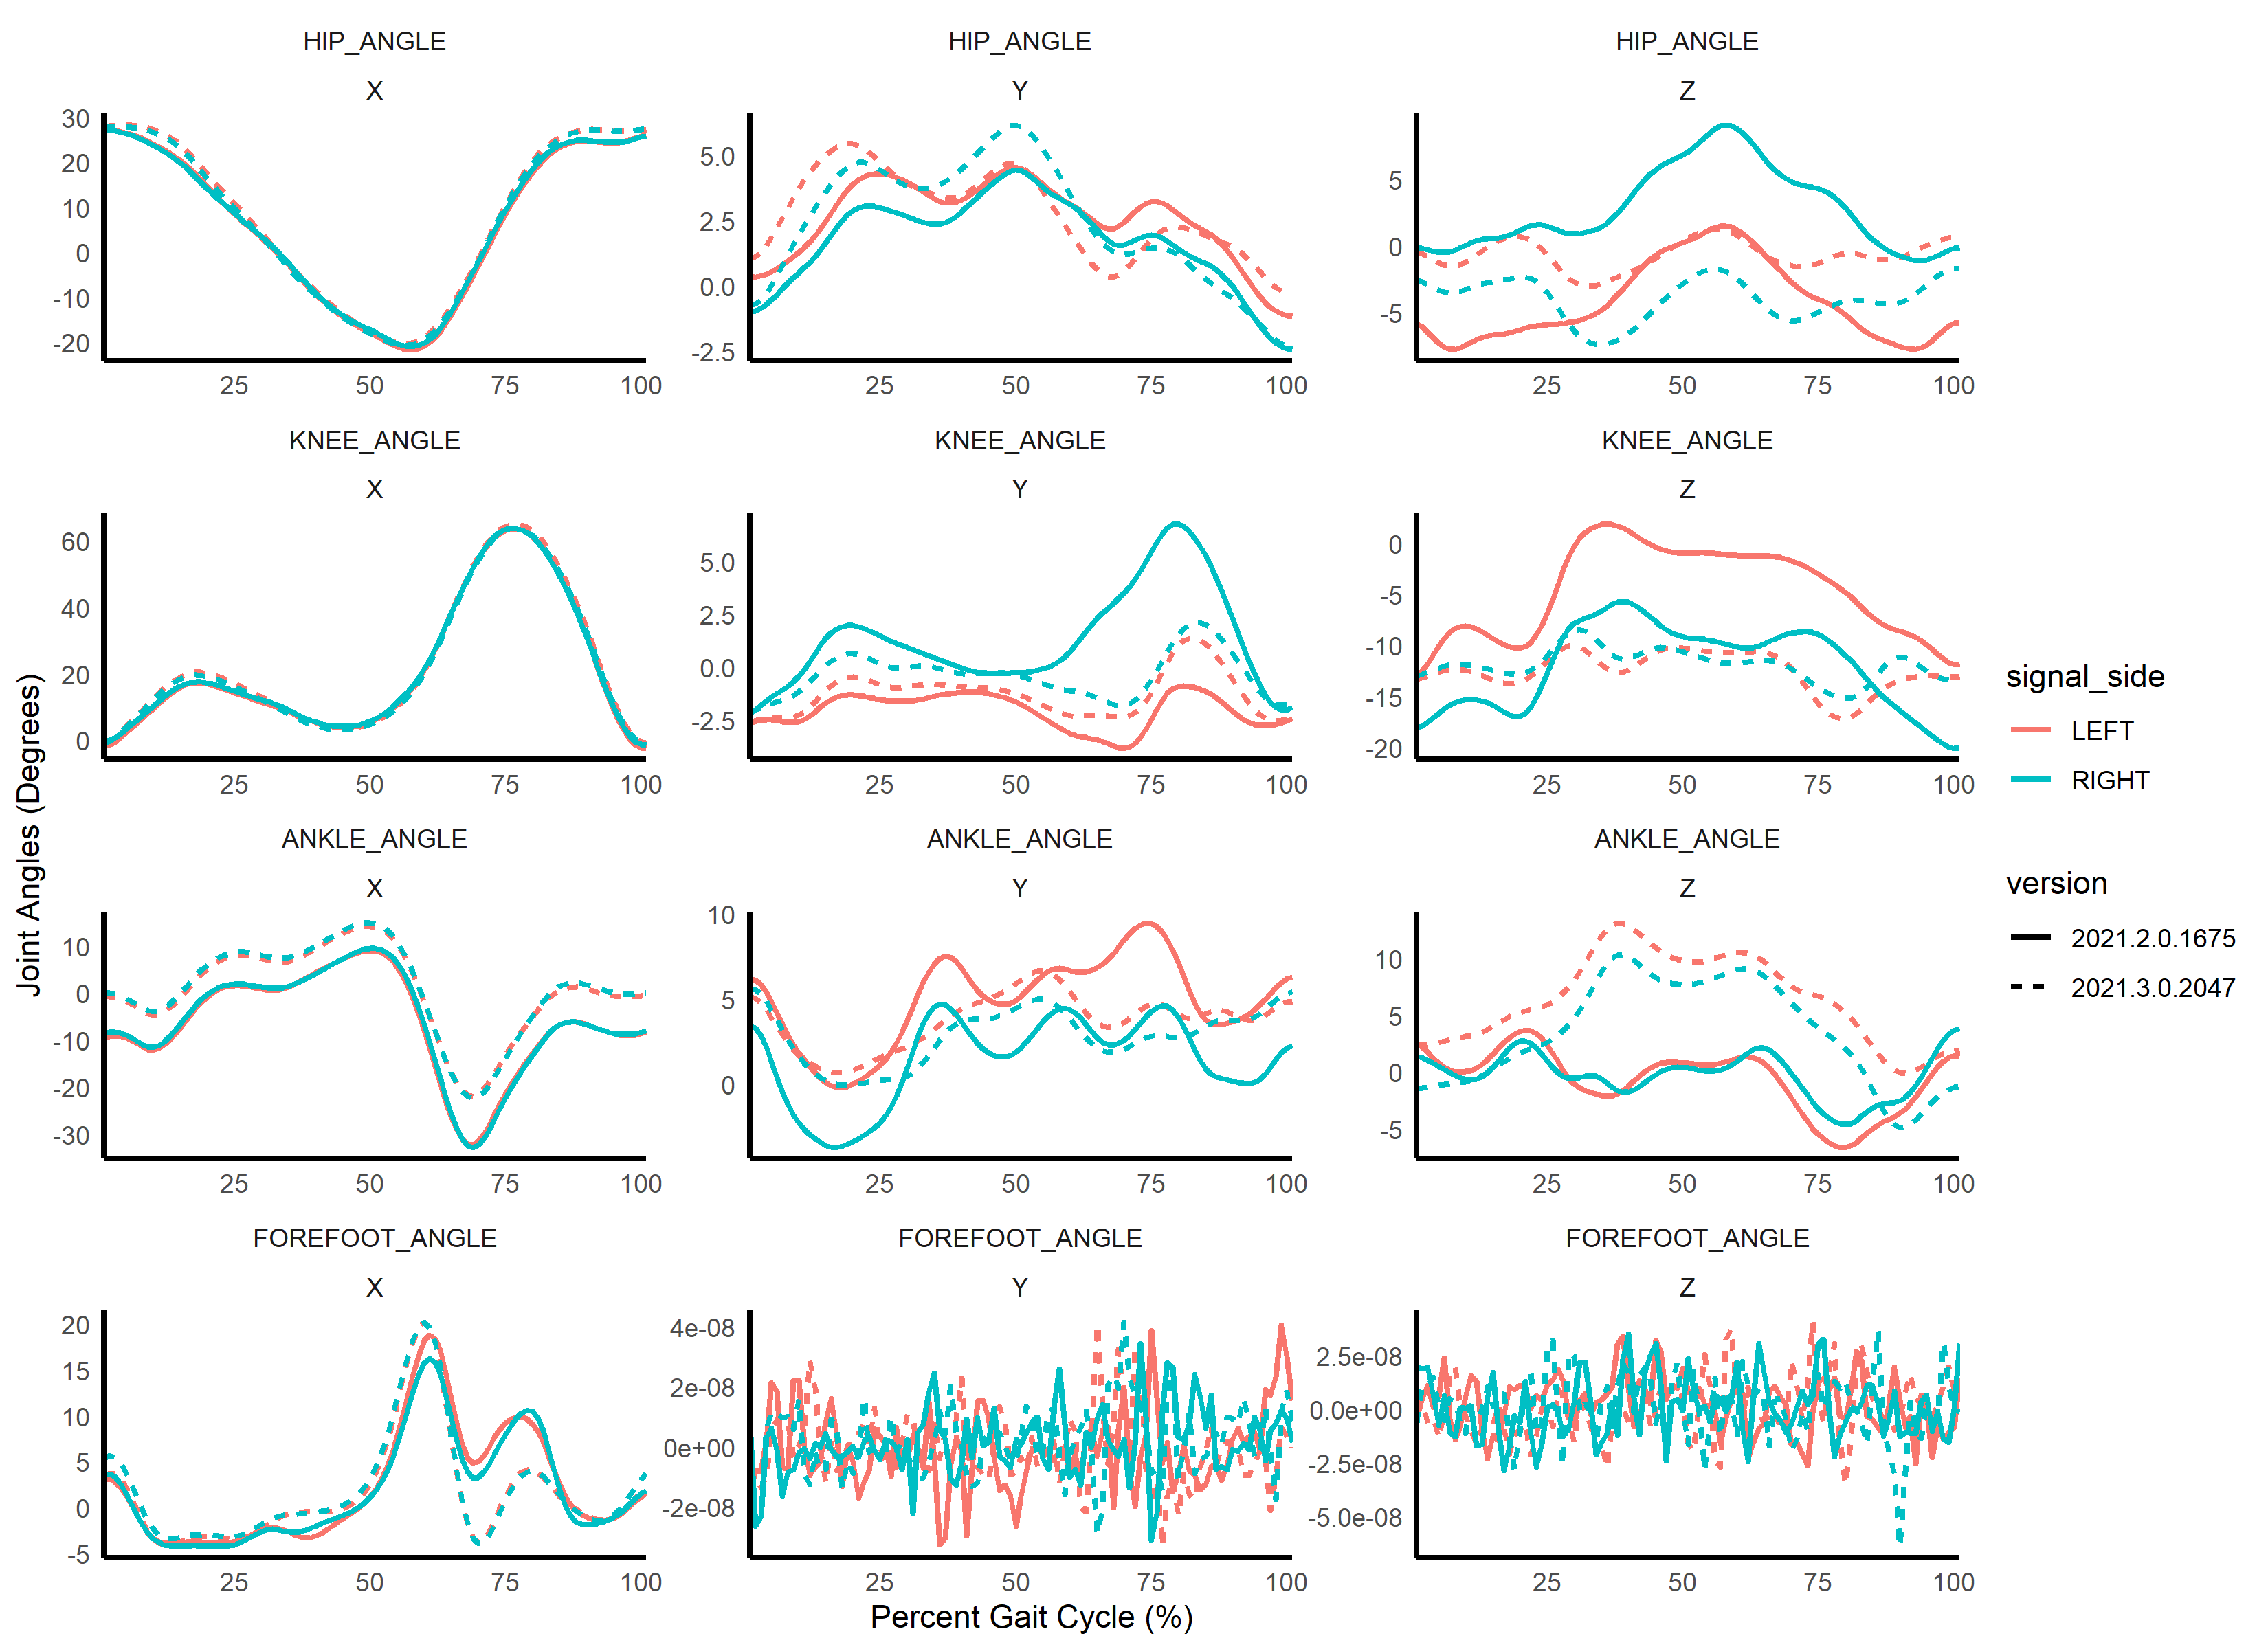 HIP_ANGLE
X
30
20
10
0
-10
-20
25 50 75 100
HIP_ANGLE
Y
5.0
2.5
0.0
-2.5
25 50 75 100
HIP_ANGLE
Z
5
0
-5
25 50 75 100
KNEE_ANGLE
X
60
40
20
0
25 50 75 100
KNEE_ANGLE
Y
5.0
2.5
0.0
-2.5
25 50 75 100
KNEE_ANGLE
Z
0
-5
-10
-15
-20
25 50 75 100
ANKLE_ANGLE
X
10
0
-10
-20
-30
25 50 75 100
ANKLE_ANGLE
Y
10
5
0
25 50 75 100
ANKLE_ANGLE
Z
10
5
0
-5
25 50 75 100
FOREFOOT_ANGLE
X
20
15
10
5
0
-5
25 50 75 100
FOREFOOT_ANGLE
Y
4e-08
2e-08
0e+00
-2e-08
25 50 75 100
FOREFOOT_ANGLE
Z
2.5e-08
0.0e+00
-2.5e-08
-5.0e-08
25 50 75 100
Joint Angles (Degrees)
Percent Gait Cycle (%)
signal_side
LEFT
RIGHT
version
2021.2.0.1675
2021.3.0.2047